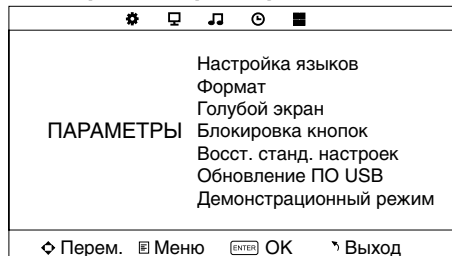 Настройка языков
Формат
Голубой экран
ПАРАМЕТРЫ Блокировка кнопок
Восст. станд. настроек
Обновление ПО USB
Демонстрационный режим
Перем. Меню ENTER OK Выход